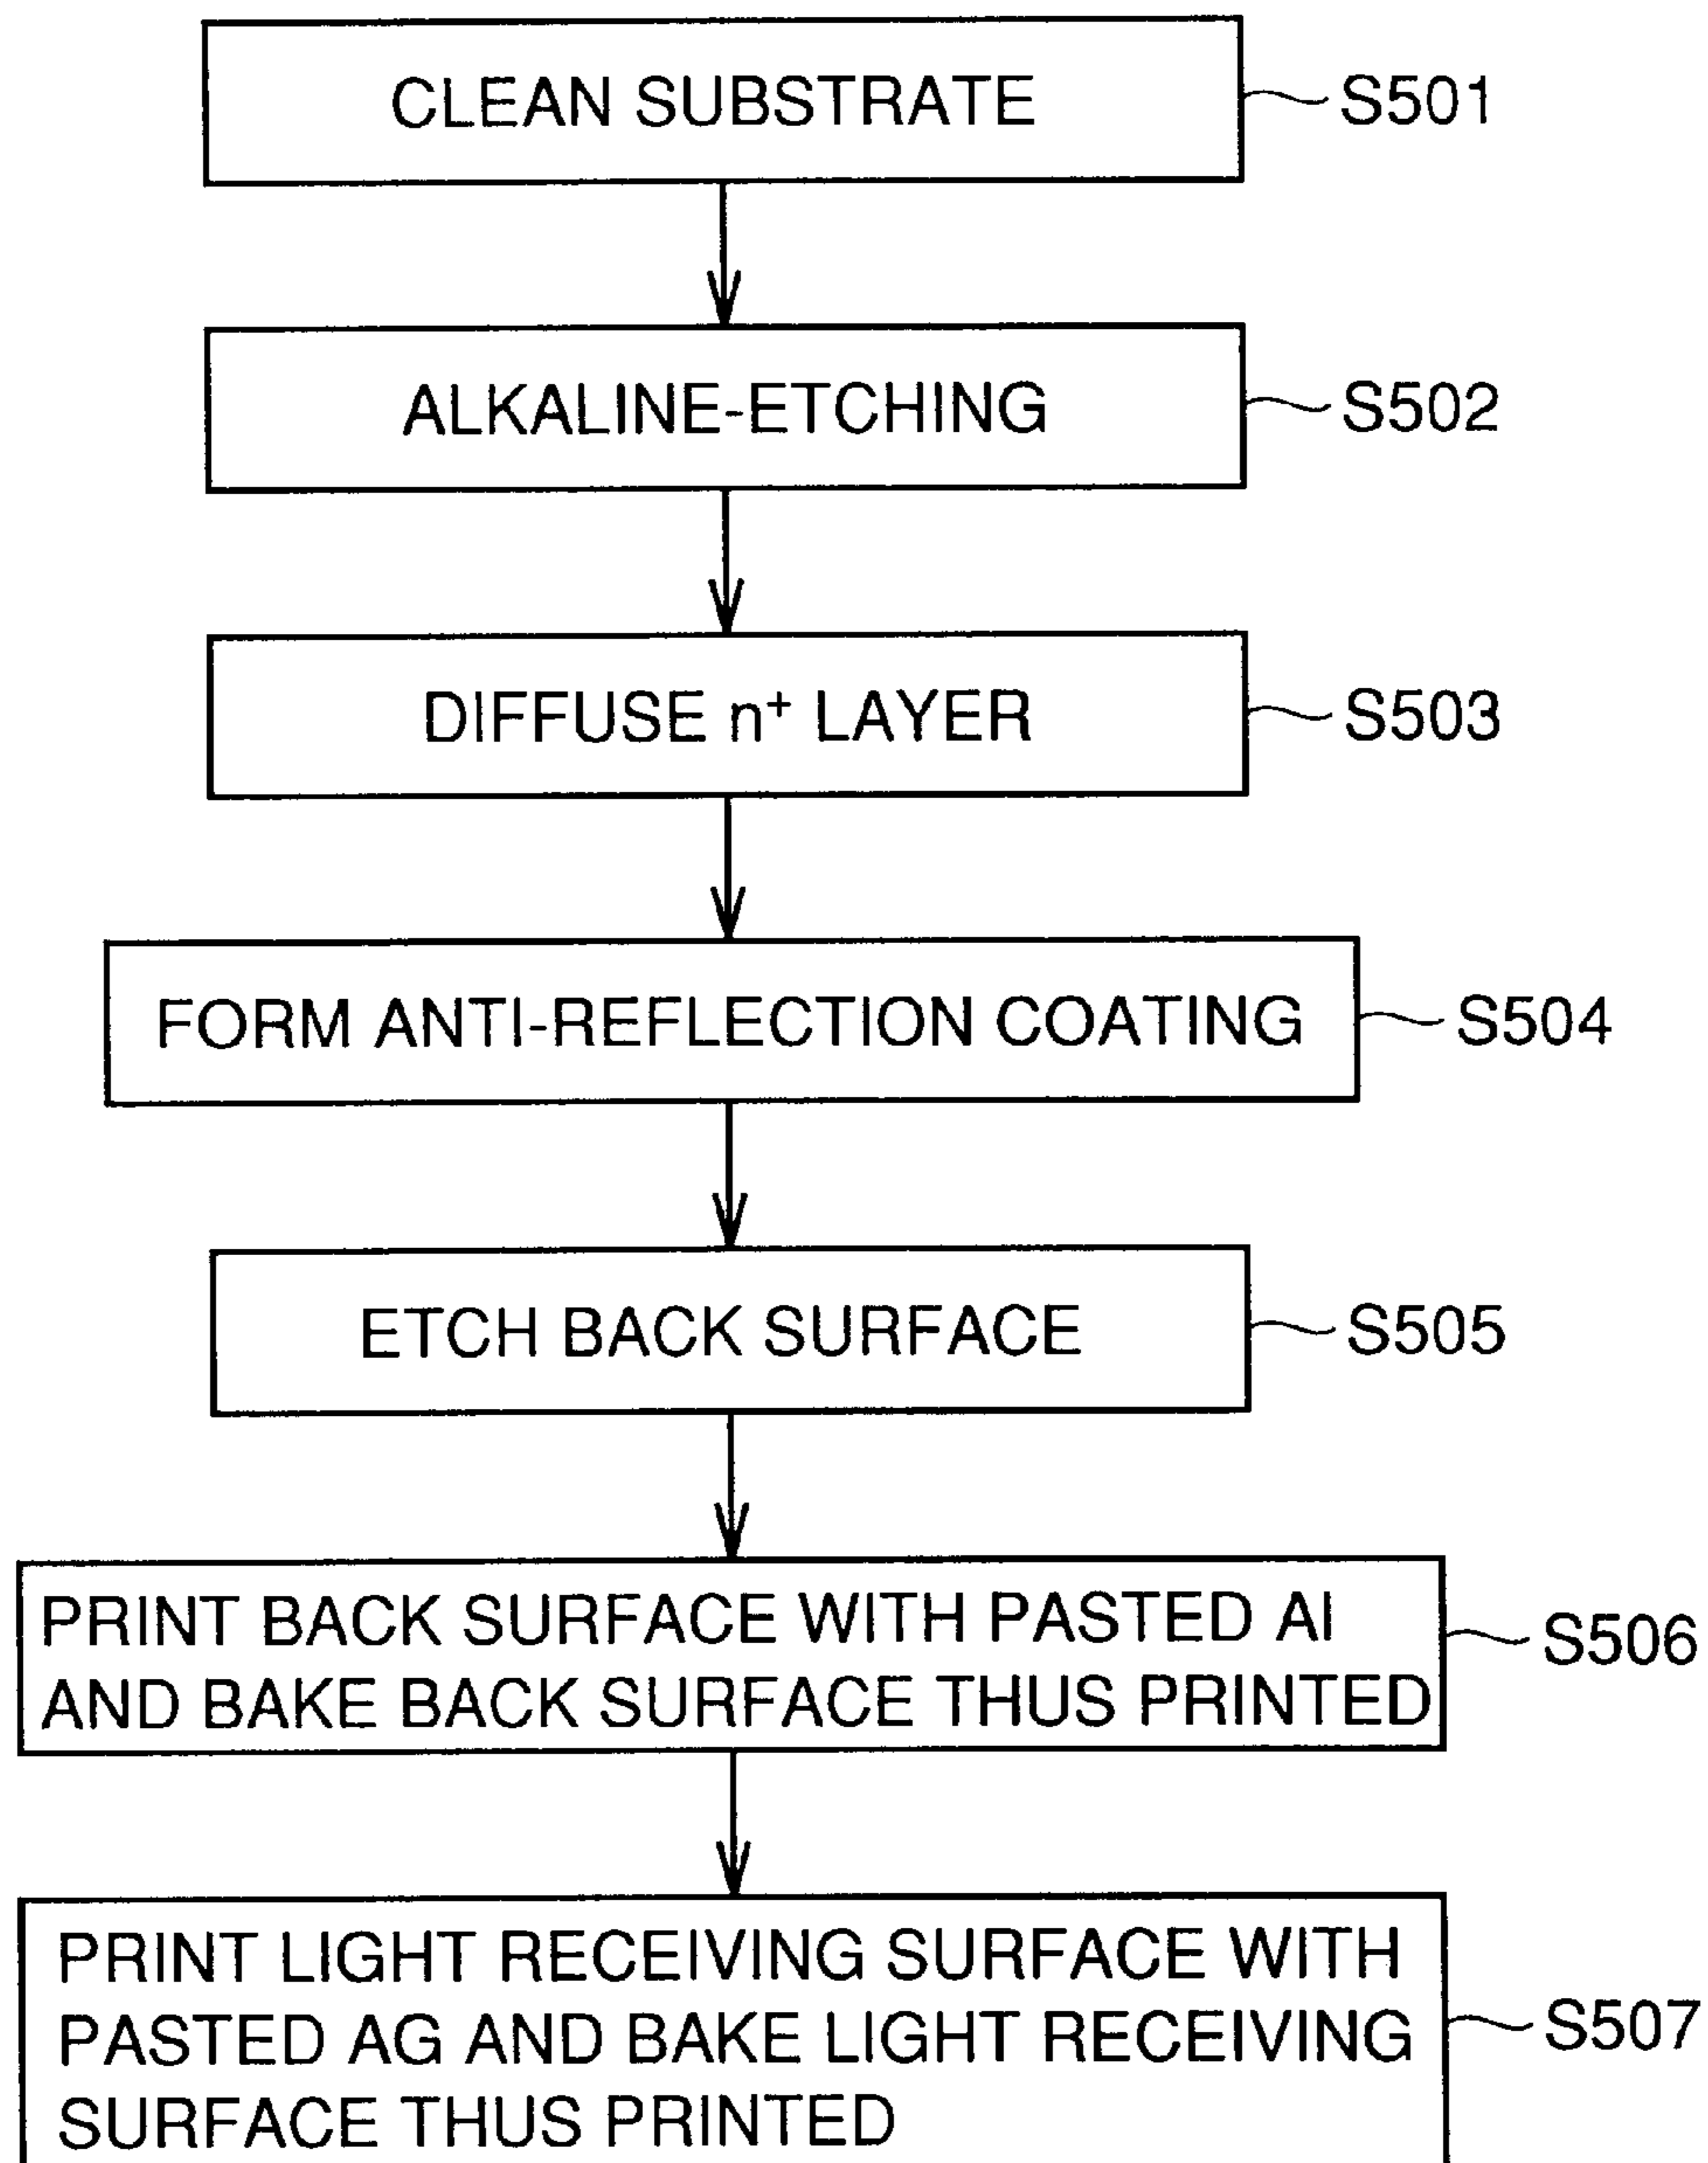 CLEAN SUBSTRATE
S501
ALKALINE-ETCHING
S502
DIFFUSE n+ LAYER
S503
FORM ANTI-REFLECTION COATING
S504
ETCH BACK SURFACE
S505
PRINT BACK SURFACE WITH PASTED Al
AND BAKE BACK SURFACE THUS PRINTED
S506
PRINT LIGHT RECEIVING SURFACE WITH
PASTED AG AND BAKE LIGHT RECEIVING
SURFACE THUS PRINTED
S507